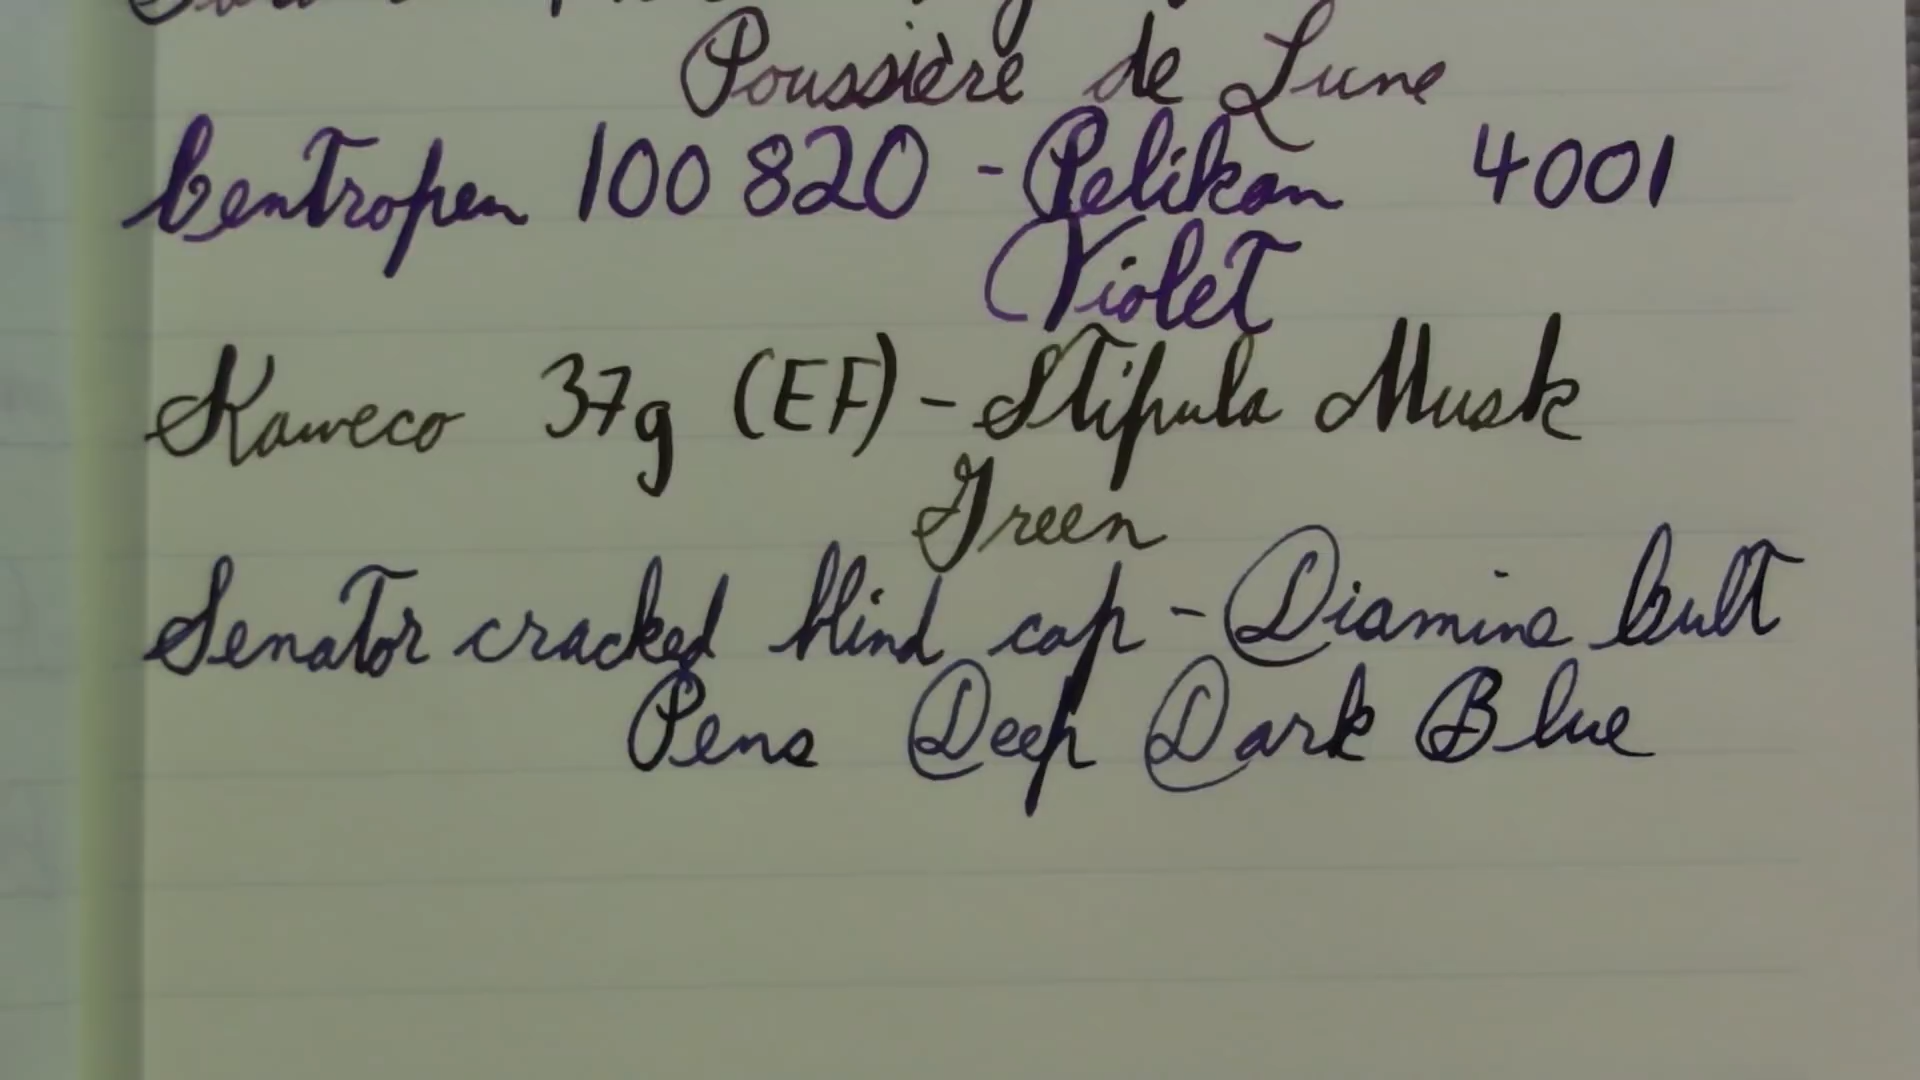 Poussière de Lune
Centropen 100 820 - Pelikan 4001
Violet
Kaweco 37g (EF) - Stipula Musk
Green
Senator cracked blind cap - Diamine Cult
Pens Deep Dark Blue